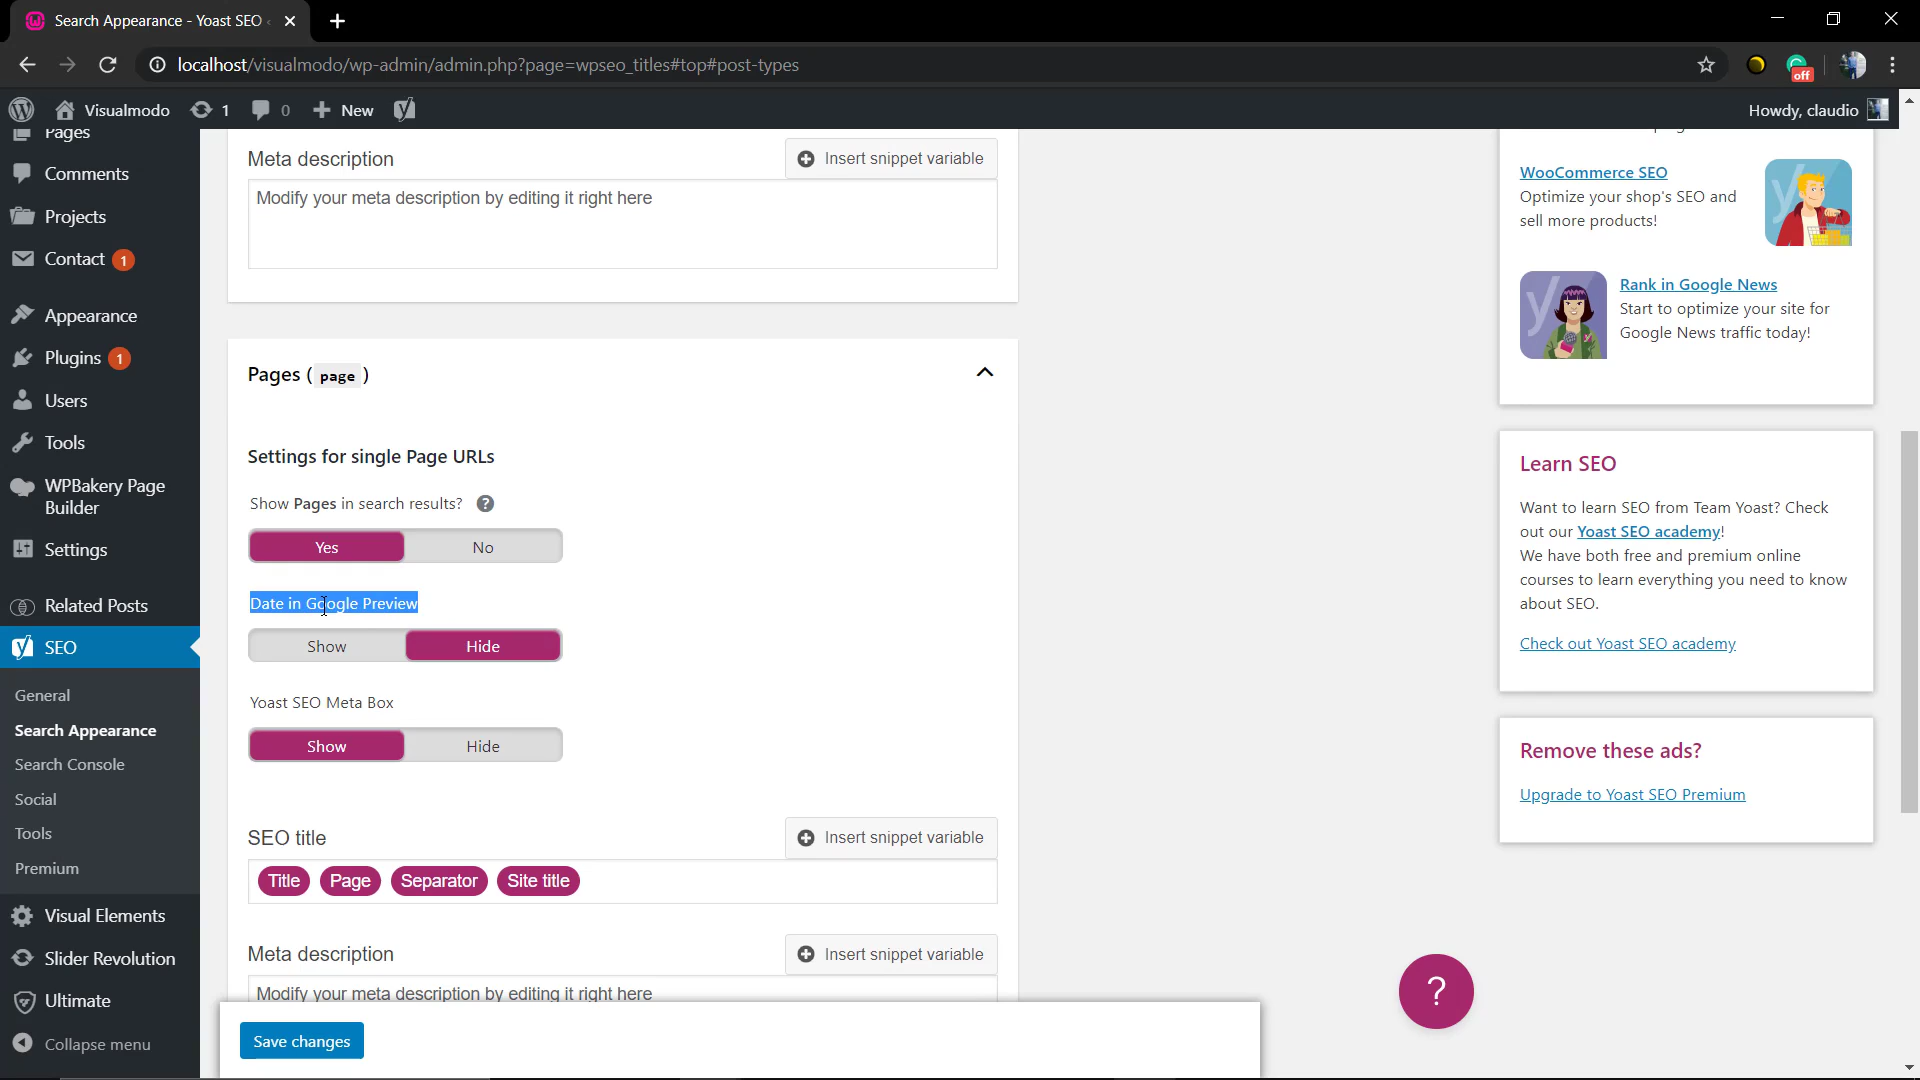 Search Appearance - Yoast SEO
localhost/visualmodo/wp-admin/admin.php?page=wpseo_titles#top#post-types
off
Visualmodo
1
0
New
Howdy, claudio
Pages
Comments
Projects
Contact 1
Appearance
Plugins 1
Users
Tools
WPBakery Page
Builder
Settings
Related Posts
SEO
General
Search Appearance
Search Console
Social
Tools
Premium
Visual Elements
Slider Revolution
Ultimate
Collapse menu
Meta description
Insert snippet variable
Modify your meta description by editing it right here
Pages ( page )
Settings for single Page URLs
Show Pages in search results? ?
Yes
No
Date in Google Preview
Show
Hide
Yoast SEO Meta Box
Show
Hide
SEO title
Insert snippet variable
Title Page Separator Site title
Meta description
Insert snippet variable
Modify your meta description by editing it right here
Save changes
WooCommerce SEO
Optimize your shop's SEO and
sell more products!
Rank in Google News
Start to optimize your site for
Google News traffic today!
Learn SEO
Want to learn SEO from Team Yoast? Check
out our Yoast SEO academy!
We have both free and premium online
courses to learn everything you need to know
about SEO.
Check out Yoast SEO academy
Remove these ads?
Upgrade to Yoast SEO Premium
?